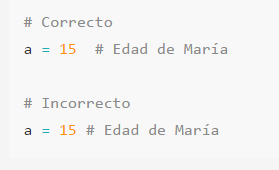 # Correcto
a = 15  # Edad de María
# Incorrecto
a = 15 # Edad de María